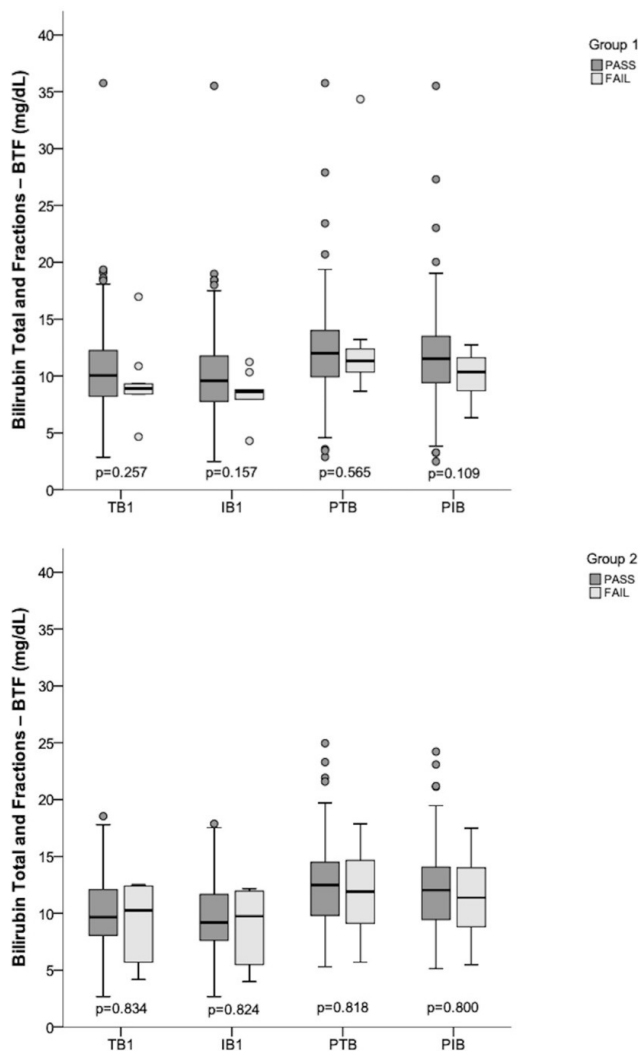 Group 1
PASS
FAIL
Bilirubin Total and Fractions – BTF (mg/dL)
40
35
30
25
20
15
10
5
0
p=0.257 p=0.157 p=0.565 p=0.109
TB1 IB1 PTB PIB
Group 2
PASS
FAIL
Bilirubin Total and Fractions – BTF (mg/dL)
40
35
30
25
20
15
10
5
0
p=0.834 p=0.824 p=0.818 p=0.800
TB1 IB1 PTB PIB